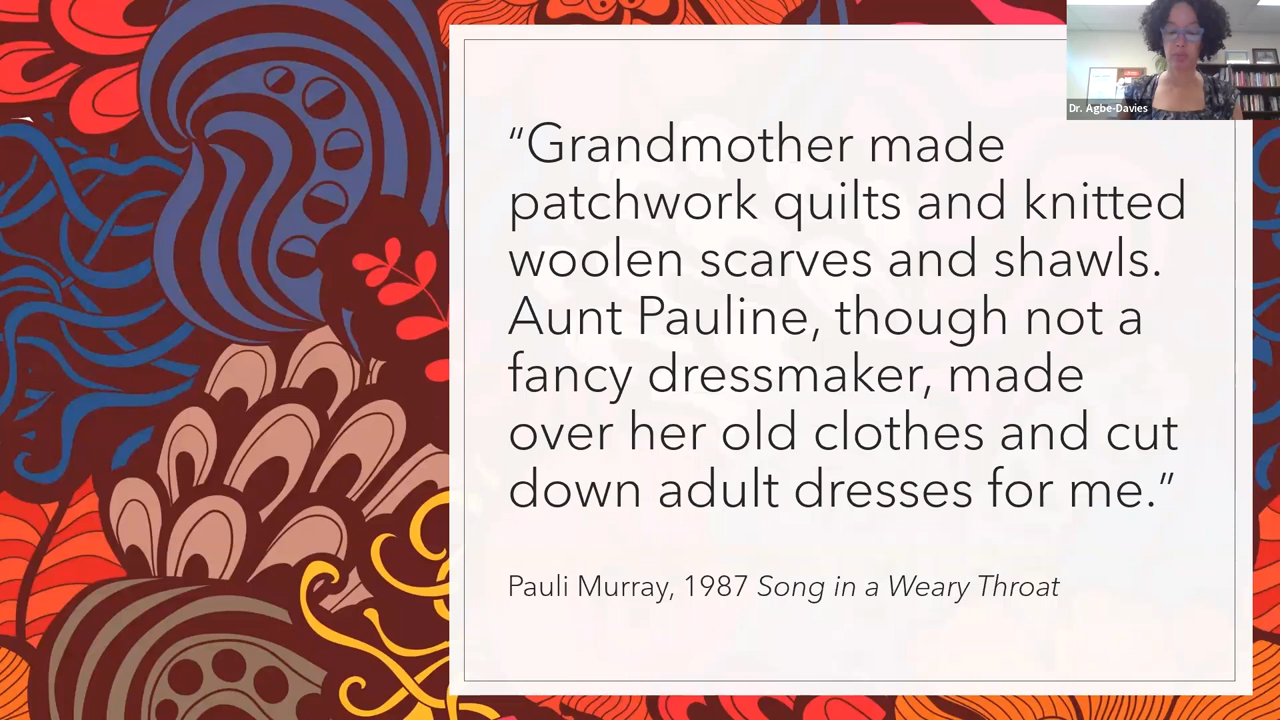 Dr. Agbe-Davies
“Grandmother made
patchwork quilts and knitted
woolen scarves and shawls.
Aunt Pauline, though not a
fancy dressmaker, made
over her old clothes and cut
down adult dresses for me.”
Pauli Murray, 1987 Song in a Weary Throat